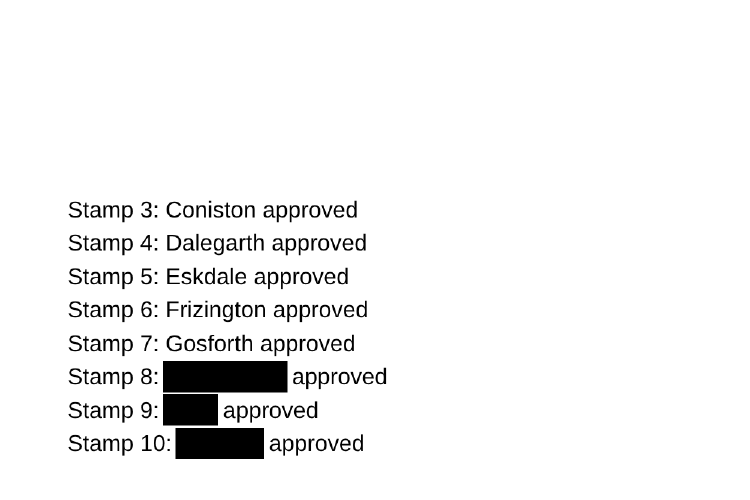 Stamp 3: Coniston approved
Stamp 4: Dalegarth approved
Stamp 5: Eskdale approved
Stamp 6: Frizington approved
Stamp 7: Gosforth approved
Stamp 8: approved
Stamp 9: approved
Stamp 10: approved